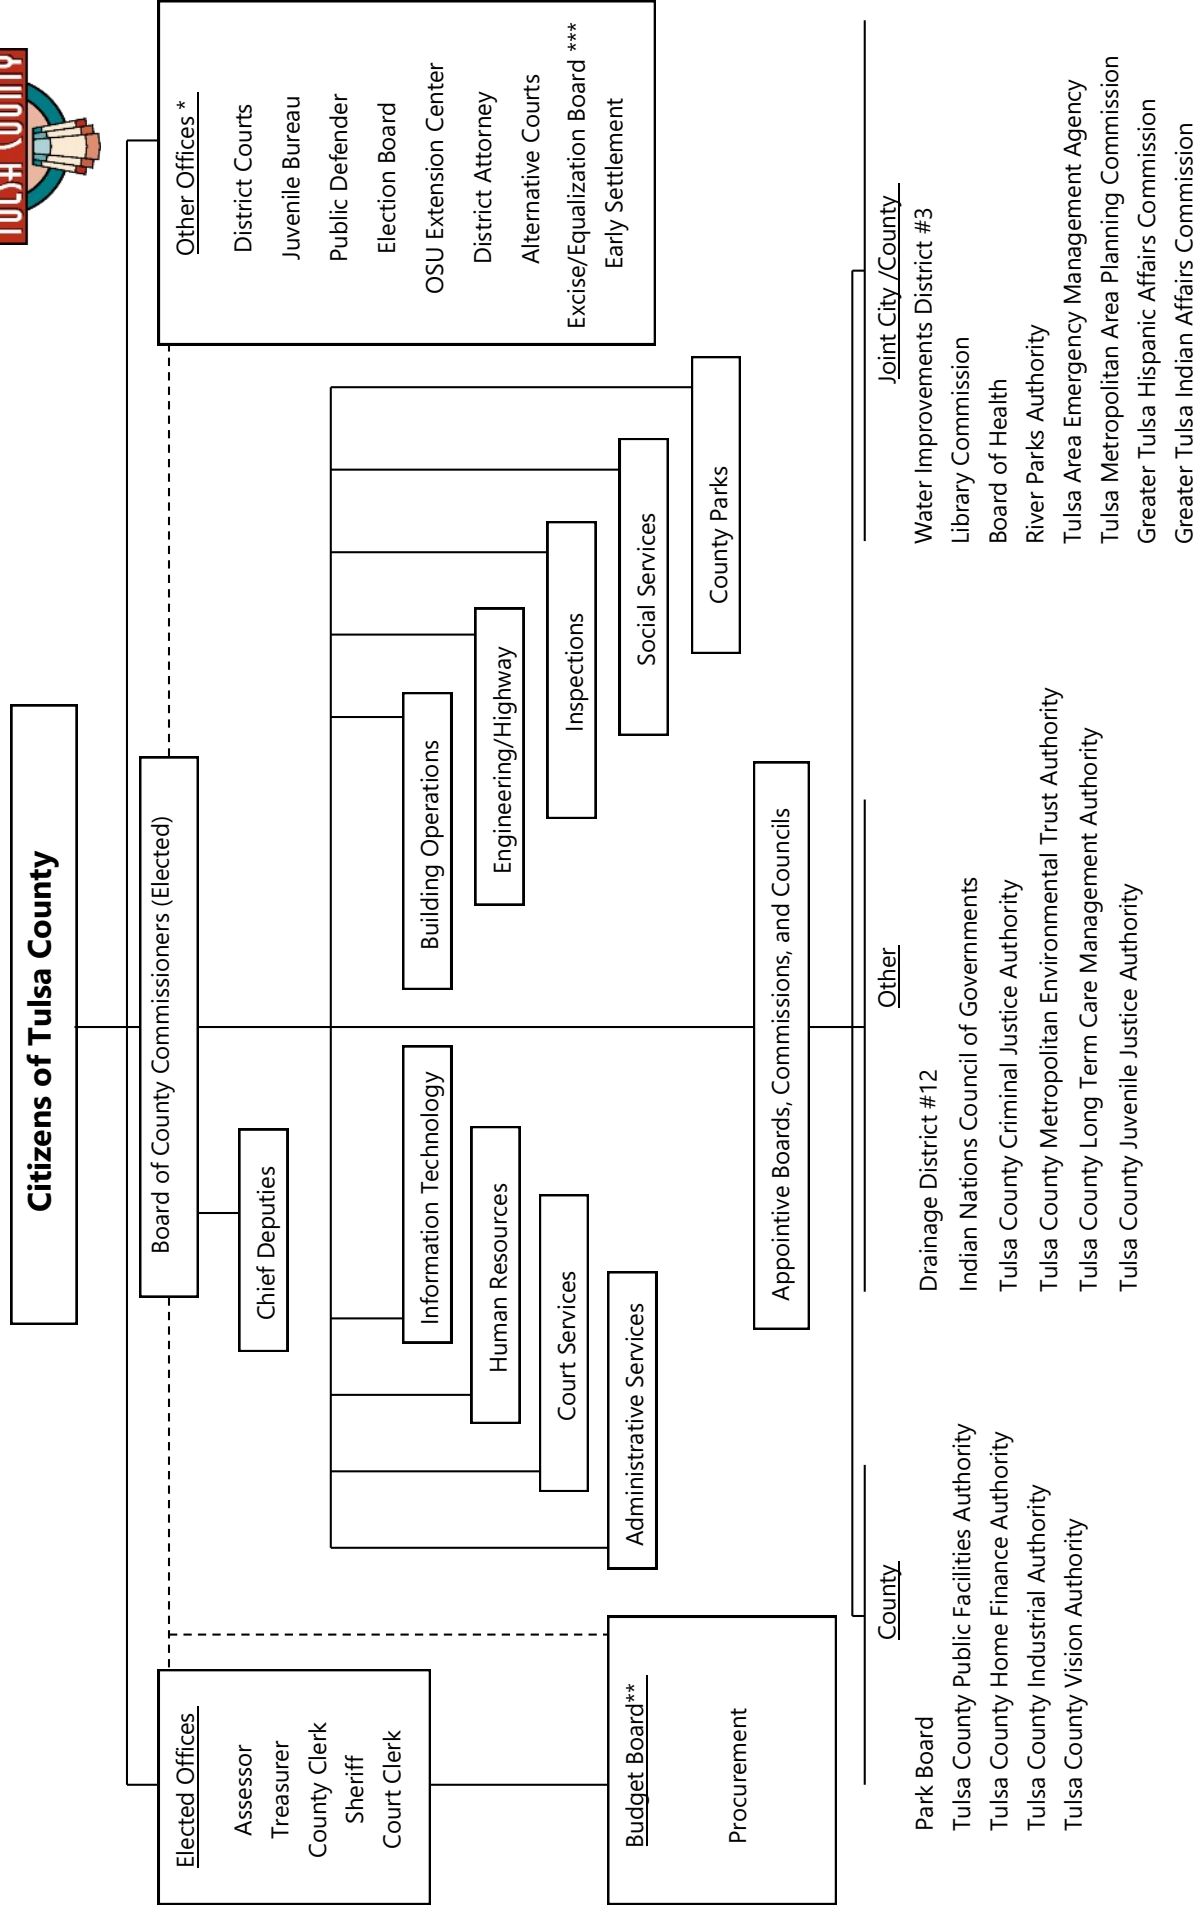 TULSA COUNTY
Citizens of Tulsa County
Board of County Commissioners (Elected)
Chief Deputies
Elected Offices
Assessor
Treasurer
County Clerk
Sheriff
Court Clerk
Other Offices *
District Courts
Juvenile Bureau
Public Defender
Election Board
OSU Extension Center
District Attorney
Alternative Courts
Excise/Equalization Board ***
Early Settlement
Information Technology
Human Resources
Court Services
Administrative Services
Building Operations
Engineering/Highway
Inspections
Social Services
County Parks
Budget Board**
Procurement
Appointive Boards, Commissions, and Councils
County
Park Board
Tulsa County Public Facilities Authority
Tulsa County Home Finance Authority
Tulsa County Industrial Authority
Tulsa County Vision Authority
Other
Drainage District #12
Indian Nations Council of Governments
Tulsa County Criminal Justice Authority
Tulsa County Metropolitan Environmental Trust Authority
Tulsa County Long Term Care Management Authority
Tulsa County Juvenile Justice Authority
Joint City /County
Water Improvements District #3
Library Commission
Board of Health
River Parks Authority
Tulsa Area Emergency Management Agency
Tulsa Metropolitan Area Planning Commission
Greater Tulsa Hispanic Affairs Commission
Greater Tulsa Indian Affairs Commission